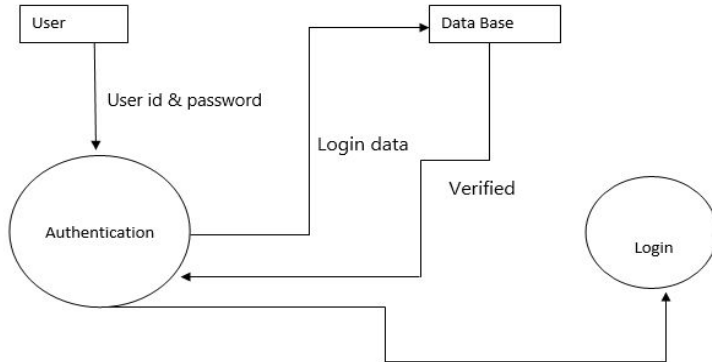 User
Data Base
User id & password
Login data
Verified
Authentication
Login